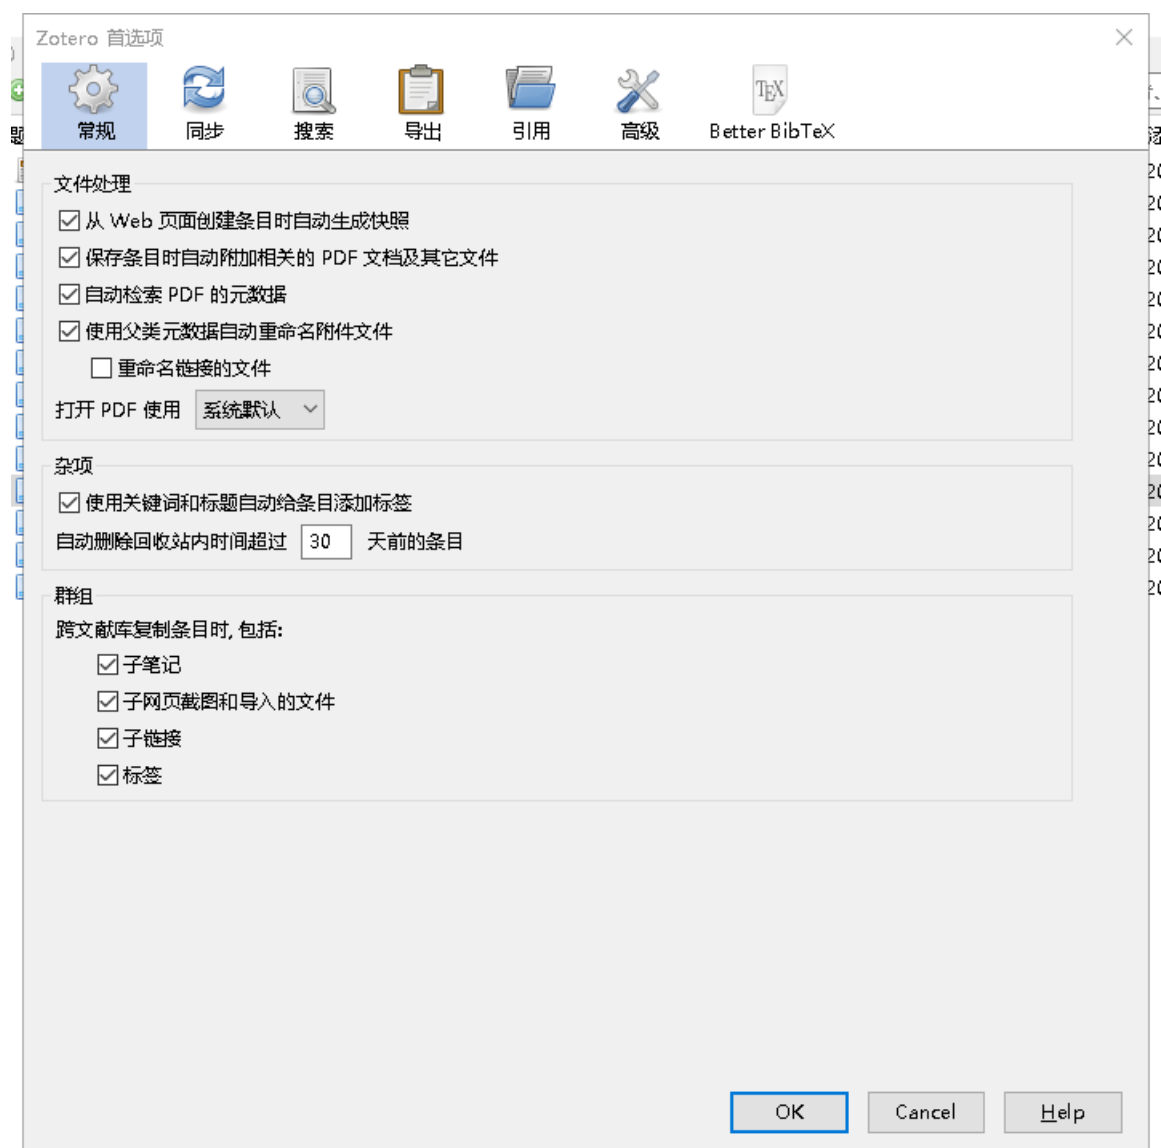 Zotero 首选项
常规 同步 搜索 导出 引用 高级 Better BibTeX
TEX
文件处理
从 Web 页面创建条目时自动生成快照
保存条目时自动附加相关的 PDF 文档及其它文件
自动检索 PDF 的元数据
使用父类元数据自动重命名附件文件
重命名链接的文件
打开 PDF 使用 系统默认
杂项
使用关键词和标题自动给条目添加标签
自动删除回收站内时间超过 30 天前的条目
群组
跨文献库复制条目时, 包括:
子笔记
子网页截图和导入的文件
子链接
标签
OK Cancel Help